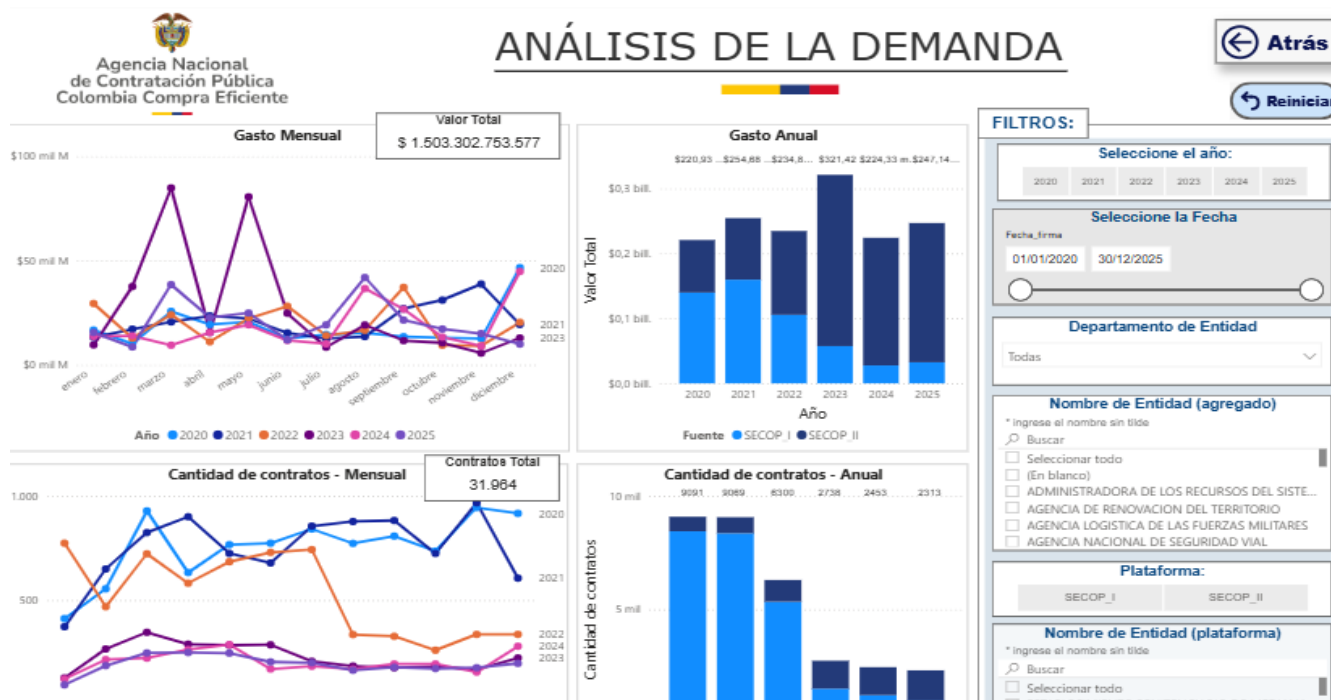 Agencia Nacional
de Contratación Pública
Colombia Compra Eficiente
ANÁLISIS DE LA DEMANDA
Atrás
Reiniciar
Gasto Mensual
Valor Total
$ 1.503.302.753.577
$100 mil M
$50 mil M
$0 mil M
2020
2021
2023
enero
febrero
marzo
abril
mayo
junio
julio
agosto
septiembre
octubre
noviembre
diciembre
Año 2020 2021 2022 2023 2024 2025
Gasto Anual
$220,93 ... $254,68 ... $234,8... $321,42 $224,33 m. $247,14...
Valor Total
$0,3 bill.
$0,2 bill.
$0,1 bill.
$0,0 bill.
2020 2021 2022 2023 2024 2025
Año
Fuente SECOP_I SECOP_II
Cantidad de contratos - Mensual
Contratos Total
31.964
1.000
500
2020
2021
2022
2024
2023
Cantidad de contratos - Anual
9091 9069 6300 2738 2453 2313
Cantidad de contratos
10 mil
5 mil
FILTROS:
Seleccione el año:
2020 2021 2022 2023 2024 2025
Seleccione la Fecha
Fecha_firma
01/01/2020 30/12/2025
Departamento de Entidad
Todas
Nombre de Entidad (agregado)
* ingrese el nombre sin tilde
Buscar
Seleccionar todo
(En blanco)
ADMINISTRADORA DE LOS RECURSOS DEL SISTE...
AGENCIA DE RENOVACION DEL TERRITORIO
AGENCIA LOGISTICA DE LAS FUERZAS MILITARES
AGENCIA NACIONAL DE SEGURIDAD VIAL
Plataforma:
SECOP_I SECOP_II
Nombre de Entidad (plataforma)
* ingrese el nombre sin tilde
Buscar
Seleccionar todo